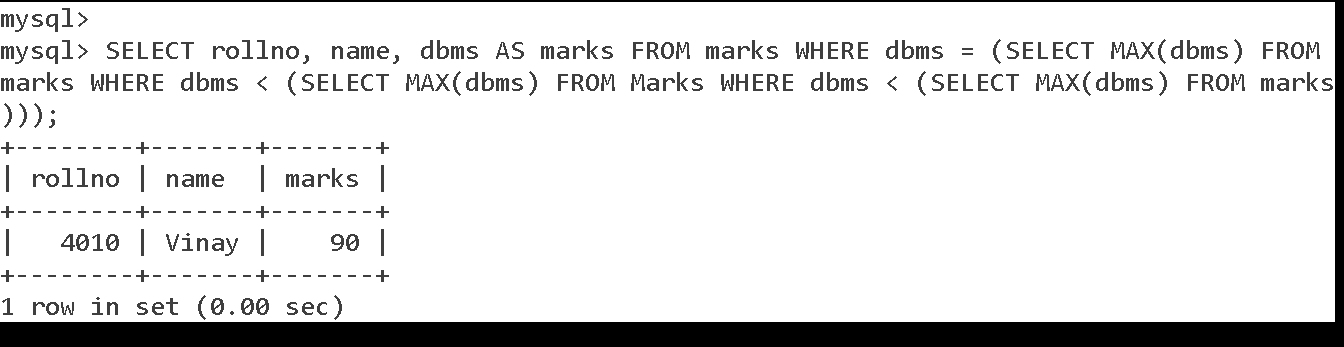 mysql>
mysql> SELECT rollno, name, dbms AS marks FROM marks WHERE dbms = (SELECT MAX(dbms) FROM
marks WHERE dbms < (SELECT MAX(dbms) FROM Marks WHERE dbms < (SELECT MAX(dbms) FROM marks
)));
+--------+-------+-------+
| rollno | name  | marks |
+--------+-------+-------+
|   4010 | Vinay |    90 |
+--------+-------+-------+
1 row in set (0.00 sec)